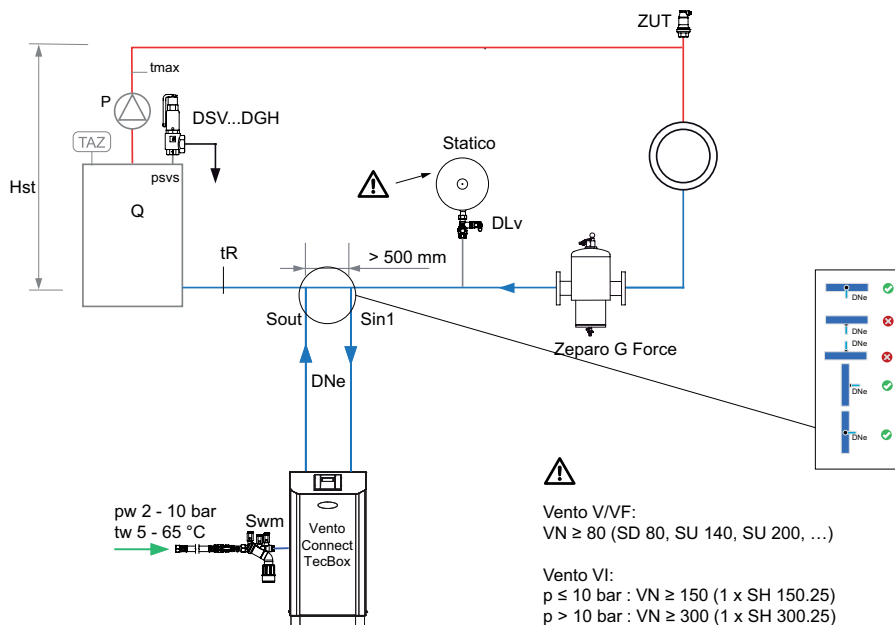 ZUT
tmax
P
DSV...DGH
TAZ
Statico
psvs
Hst
Q
DLv
tR
> 500 mm
Sout
Sin1
Zeparo G Force
DNe
DNe
DNe
DNe
DNe
DNe
pw 2 - 10 bar
tw 5 - 65 °C
Swm
Vento
Connect
TecBox
Vento V/VF:
VN ≥ 80 (SD 80, SU 140, SU 200, …)
Vento VI:
p ≤ 10 bar : VN ≥ 150 (1 x SH 150.25)
p > 10 bar : VN ≥ 300 (1 x SH 300.25)